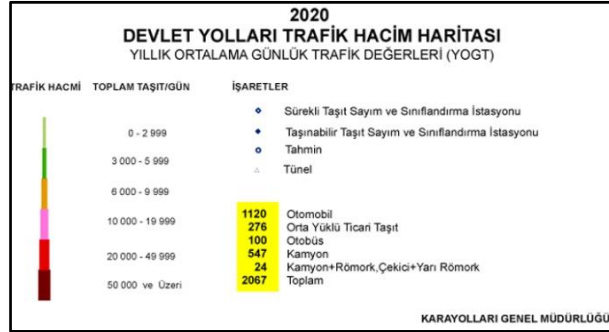 2020
DEVLET YOLLARI TRAFİK HACİM HARİTASI
YILLIK ORTALAMA GÜNLÜK TRAFİK DEĞERLERİ (YOGT)
TRAFİK HACMİ TOPLAM TAŞIT/GÜN
0 - 2 999
3 000 - 5 999
6 000 - 9 999
10 000 - 19 999
20 000 - 49 999
50 000 ve Üzeri
İŞARETLER
Sürekli Taşıt Sayım ve Sınıflandırma İstasyonu
Taşınabilir Taşıt Sayım ve Sınıflandırma İstasyonu
Tahmin
Tünel
1120 Otomobil
276 Orta Yüklü Ticari Taşıt
100 Otobüs
547 Kamyon
24 Kamyon+Römork,Çekici+Yarı Römork
2067 Toplam
KARAYOLLARI GENEL MÜDÜRLÜĞÜ